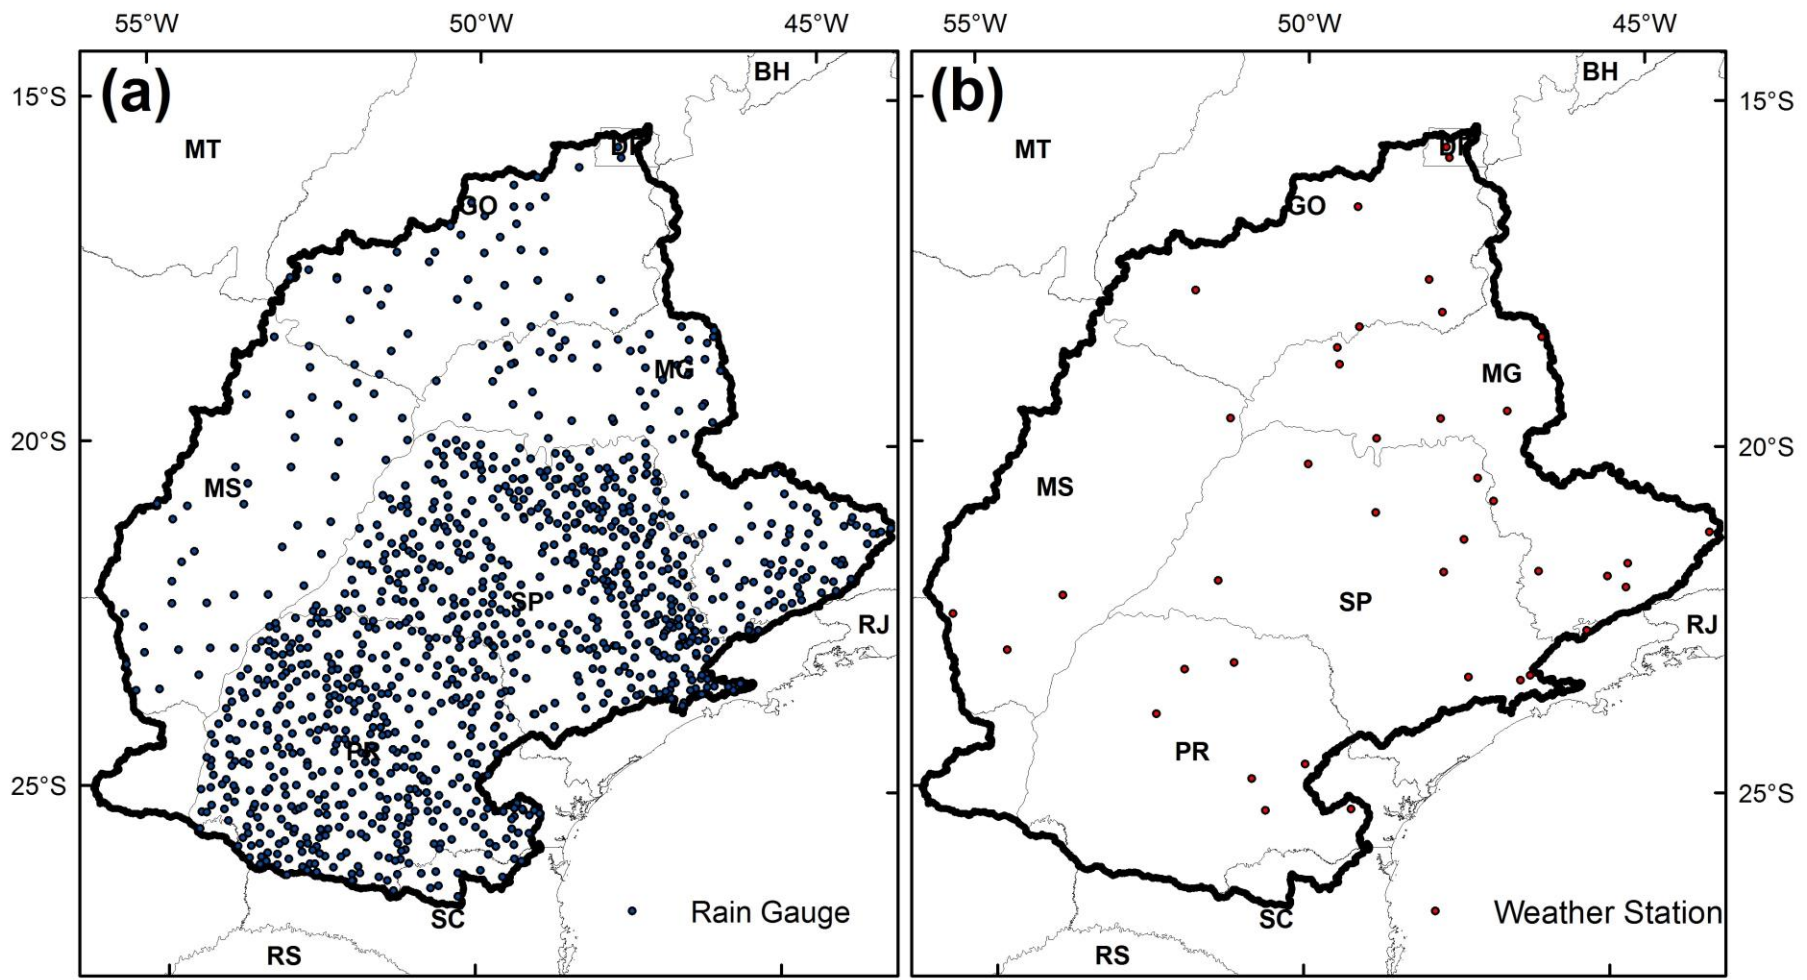 55°W 50°W 45°W 55°W 50°W 45°W
(a) BH (b) BH
15°S 15°S
MT DF MT DF
GO GO
MG MG
20°S 20°S
MS MS
SP SP
RJ RJ
PR PR
25°S 25°S
Rain Gauge Weather Station
SC SC
RS RS